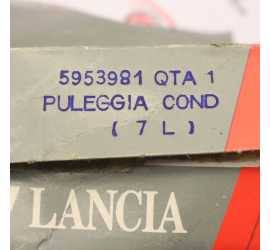 5953981 QTA 1
PULEGGIA COND
( 7 L )
LANCIA